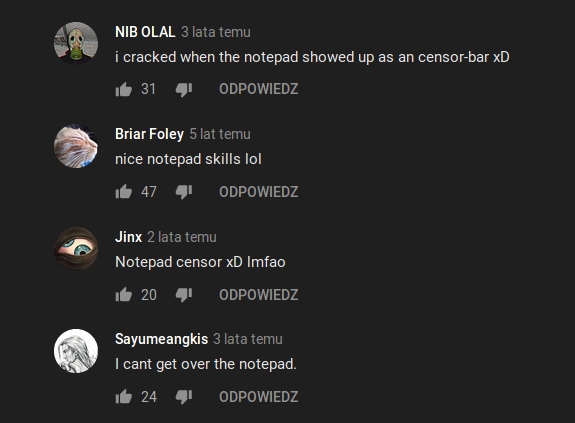 NIB OLAL 3 lata temu
i cracked when the notepad showed up as an censor-bar xD
31 ODPOWIEDZ
Briar Foley 5 lat temu
nice notepad skills lol
47 ODPOWIEDZ
Jinx 2 lata temu
Notepad censor xD lmfao
20 ODPOWIEDZ
Sayumeangkis 3 lata temu
I cant get over the notepad.
24 ODPOWIEDZ